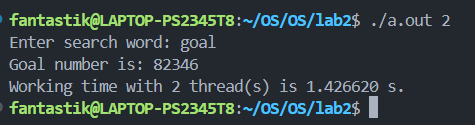 fantastik@LAPTOP-PS2345T8:~/OS/OS/lab2$ ./a.out 2
Enter search word: goal
Goal number is: 82346
Working time with 2 thread(s) is 1.426620 s.
fantastik@LAPTOP-PS2345T8:~/OS/OS/lab2$